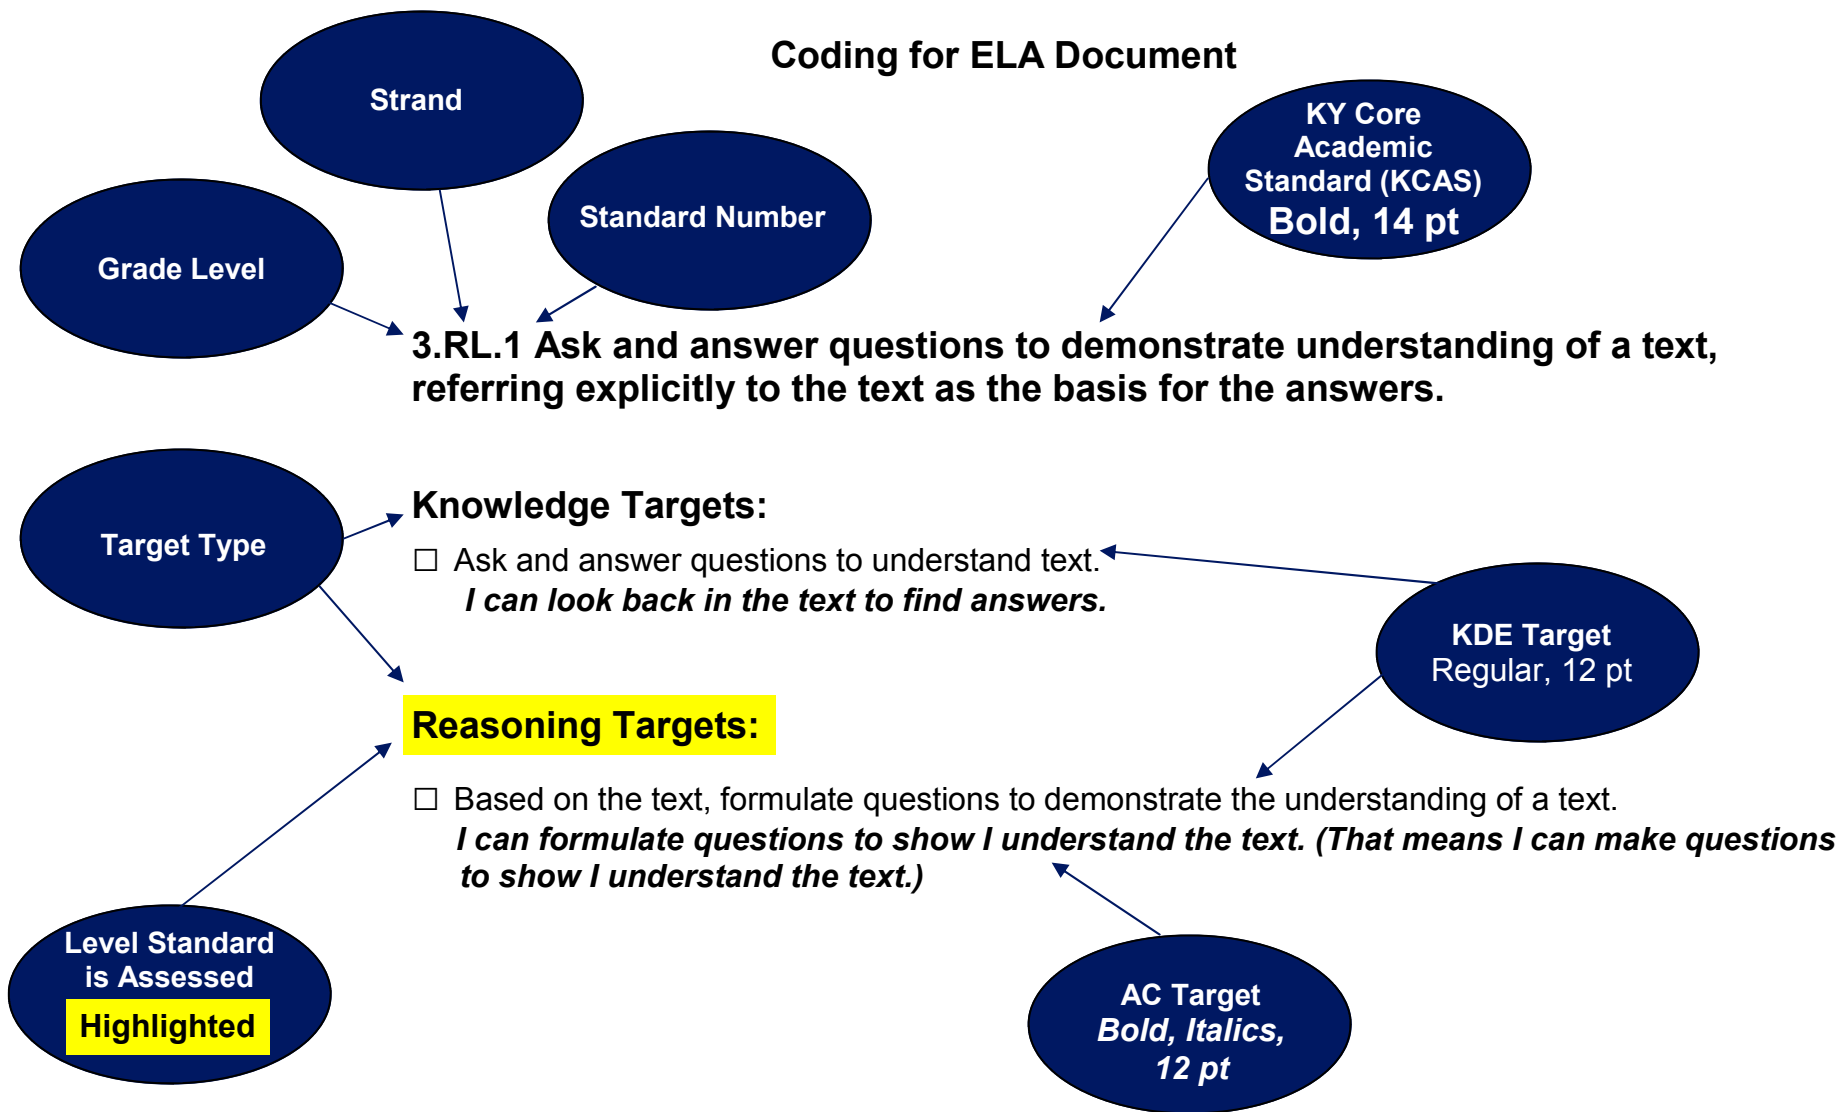 Coding for ELA Document
Strand
KY Core
Academic
Standard (KCAS)
Bold, 14 pt
Standard Number
Grade Level
3.RL.1 Ask and answer questions to demonstrate understanding of a text,
referring explicitly to the text as the basis for the answers.
Target Type
Knowledge Targets:
☐ Ask and answer questions to understand text.
I can look back in the text to find answers.
KDE Target
Regular, 12 pt
Reasoning Targets:
☐ Based on the text, formulate questions to demonstrate the understanding of a text.
I can formulate questions to show I understand the text. (That means I can make questions
to show I understand the text.)
Level Standard
is Assessed
Highlighted
AC Target
Bold, Italics,
12 pt